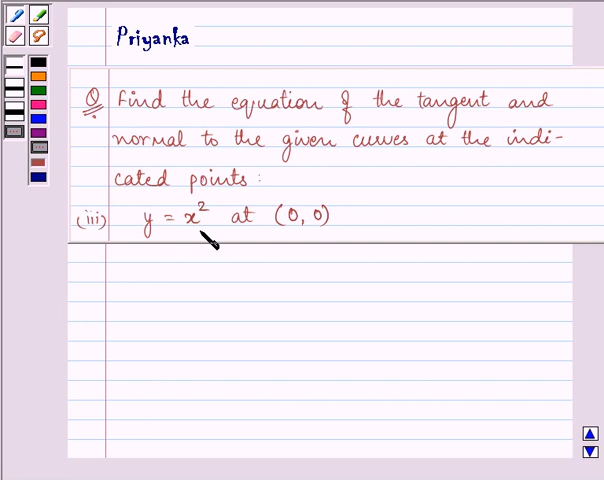 Priyanka
Q Find the equation of the tangent and
normal to the given curves at the indi-
cated points:
(iii) y = x² at (0, 0)